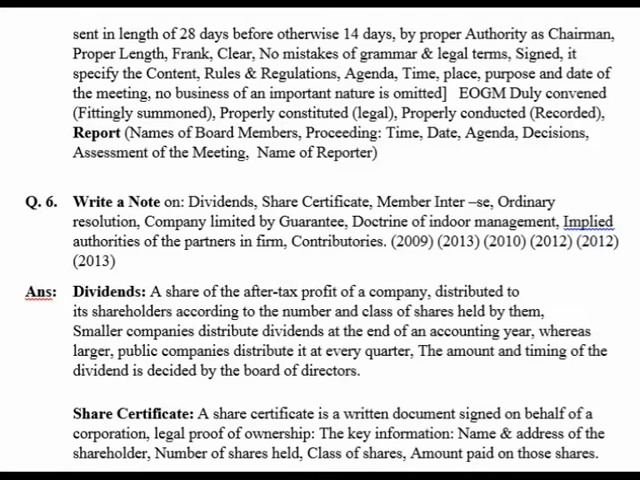 sent in length of 28 days before otherwise 14 days, by proper Authority as Chairman,
Proper Length, Frank, Clear, No mistakes of grammar & legal terms, Signed, it
specify the Content, Rules & Regulations, Agenda, Time, place, purpose and date of
the meeting, no business of an important nature is omitted] EOGM Duly convened
(Fittingly summoned), Properly constituted (legal), Properly conducted (Recorded),
Report (Names of Board Members, Proceeding: Time, Date, Agenda, Decisions,
Assessment of the Meeting, Name of Reporter)
Q. 6. Write a Note on: Dividends, Share Certificate, Member Inter –se, Ordinary
resolution, Company limited by Guarantee, Doctrine of indoor management, Implied
authorities of the partners in firm, Contributories. (2009) (2013) (2010) (2012) (2012)
(2013)
Ans: Dividends: A share of the after-tax profit of a company, distributed to
its shareholders according to the number and class of shares held by them,
Smaller companies distribute dividends at the end of an accounting year, whereas
larger, public companies distribute it at every quarter, The amount and timing of the
dividend is decided by the board of directors.
Share Certificate: A share certificate is a written document signed on behalf of a
corporation, legal proof of ownership: The key information: Name & address of the
shareholder, Number of shares held, Class of shares, Amount paid on those shares.